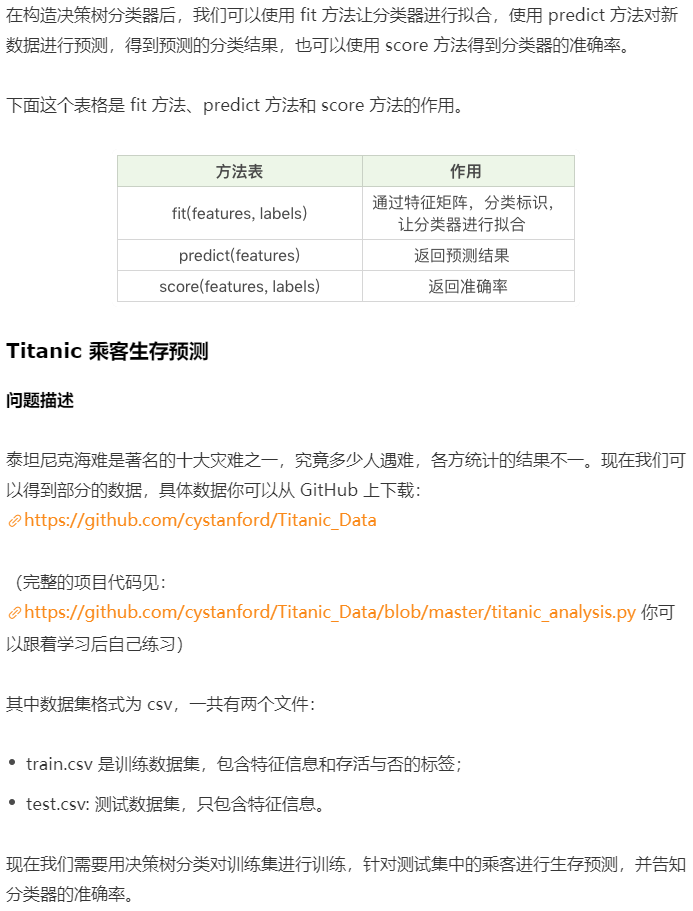 在构造决策树分类器后，我们可以使用 fit 方法让分类器进行拟合，使用 predict 方法对新
数据进行预测，得到预测的分类结果，也可以使用 score 方法得到分类器的准确率。
下面这个表格是 fit 方法、predict 方法和 score 方法的作用。
方法表 作用
fit(features, labels) 通过特征矩阵，分类标识，
让分类器进行拟合
predict(features) 返回预测结果
score(features, labels) 返回准确率
Titanic 乘客生存预测
问题描述
泰坦尼克海难是著名的十大灾难之一，究竟多少人遇难，各方统计的结果不一。现在我们可
以得到部分的数据，具体数据你可以从 GitHub 上下载：
https://github.com/cystanford/Titanic_Data
（完整的项目代码见：
https://github.com/cystanford/Titanic_Data/blob/master/titanic_analysis.py 你可
以跟着学习后自己练习）
其中数据集格式为 csv，一共有两个文件：
• train.csv 是训练数据集，包含特征信息和存活与否的标签；
• test.csv: 测试数据集，只包含特征信息。
现在我们需要用决策树分类对训练集进行训练，针对测试集中的乘客进行生存预测，并告知
分类器的准确率。